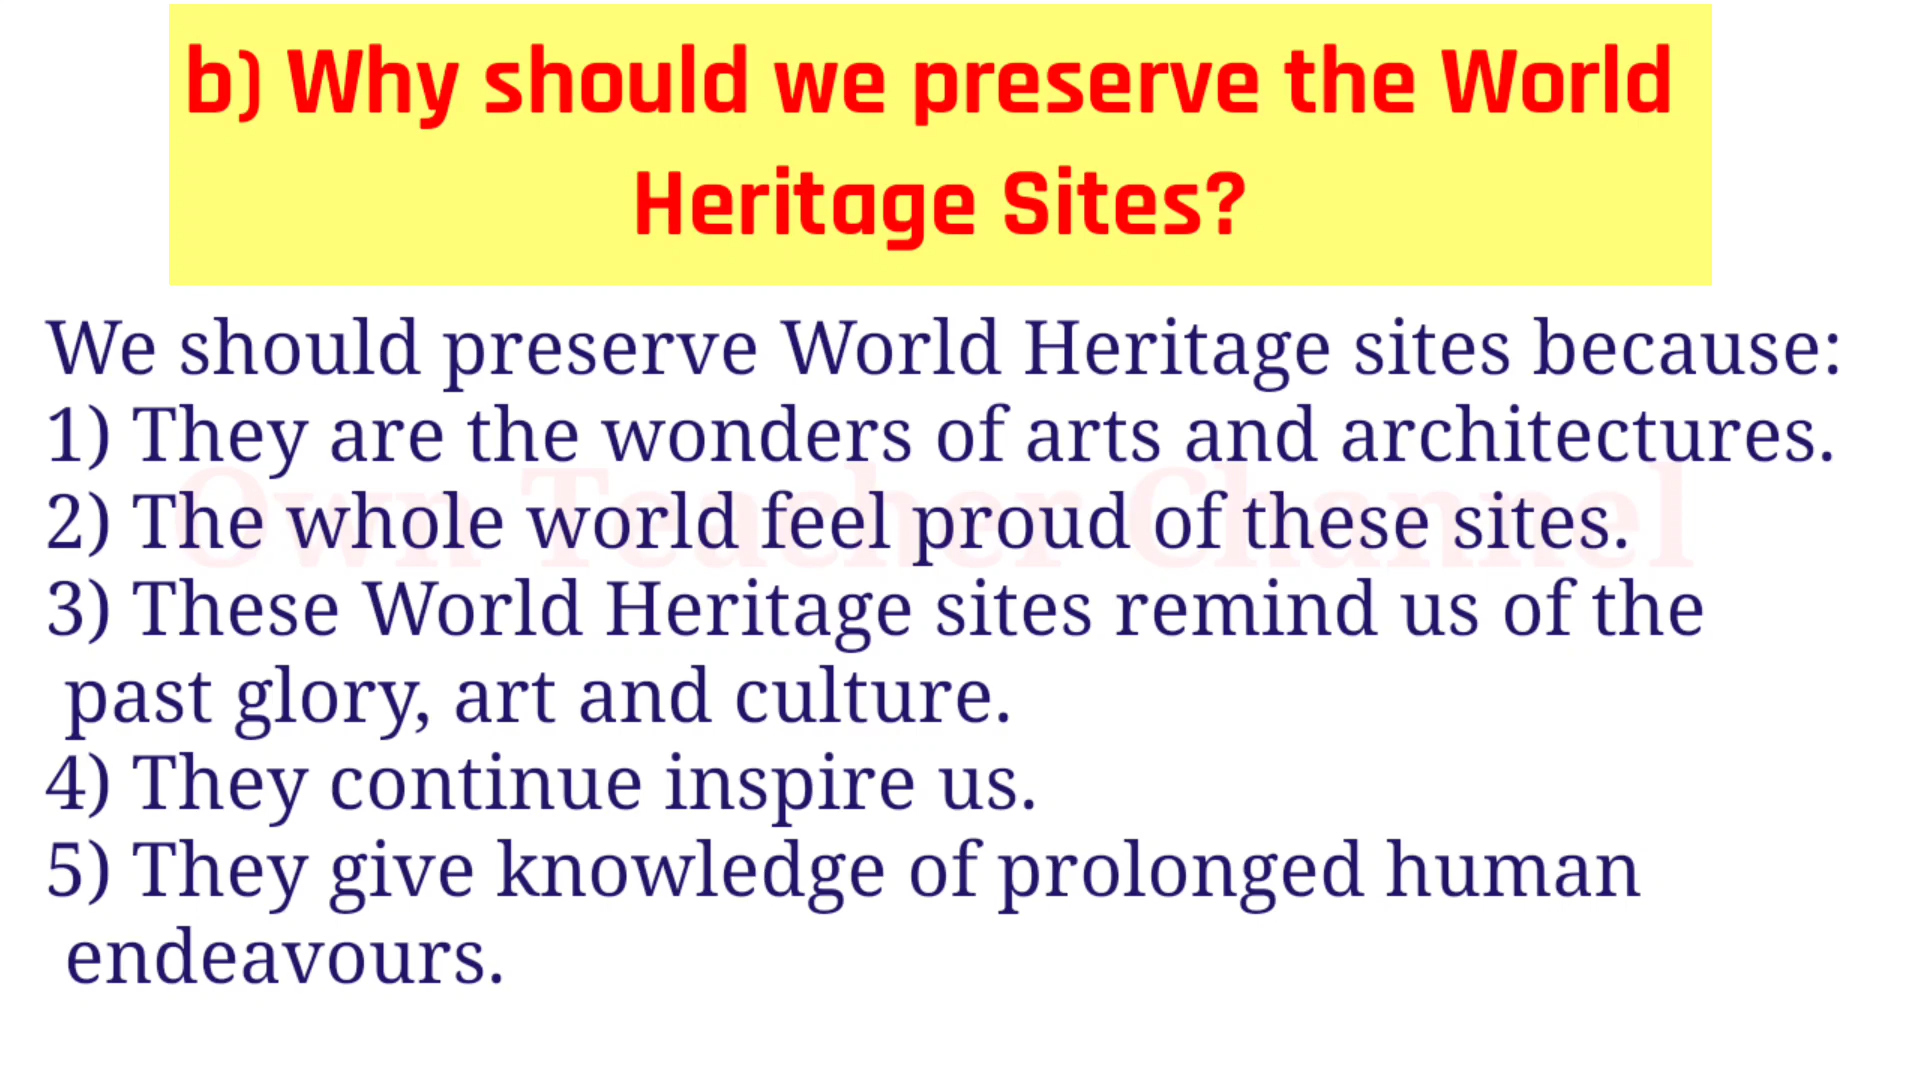 b) Why should we preserve the World
Heritage Sites?
We should preserve World Heritage sites because:
1) They are the wonders of arts and architectures.
Own Teacher Channel
2) The whole world feel proud of these sites.
3) These World Heritage sites remind us of the
past glory, art and culture.
4) They continue inspire us.
5) They give knowledge of prolonged human
endeavours.